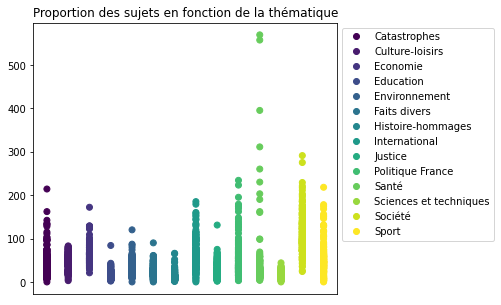 Proportion des sujets en fonction de la thématique
500
400
300
200
100
0
Catastrophes
Culture-loisirs
Economie
Education
Environnement
Faits divers
Histoire-hommages
International
Justice
Politique France
Santé
Sciences et techniques
Société
Sport